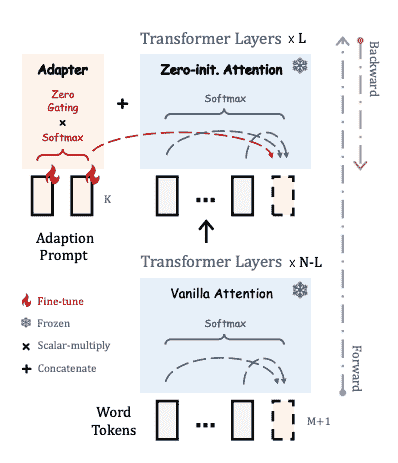 Transformer Layers x L
Adapter
Zero
Gating
×
Softmax
+
Zero-init. Attention
Softmax
K
...
Adaption
Prompt
Transformer Layers x N-L
Vanilla Attention
Softmax
Fine-tune
Frozen
× Scalar-multiply
+ Concatenate
Word
Tokens
...
M+1
Backward
Forward